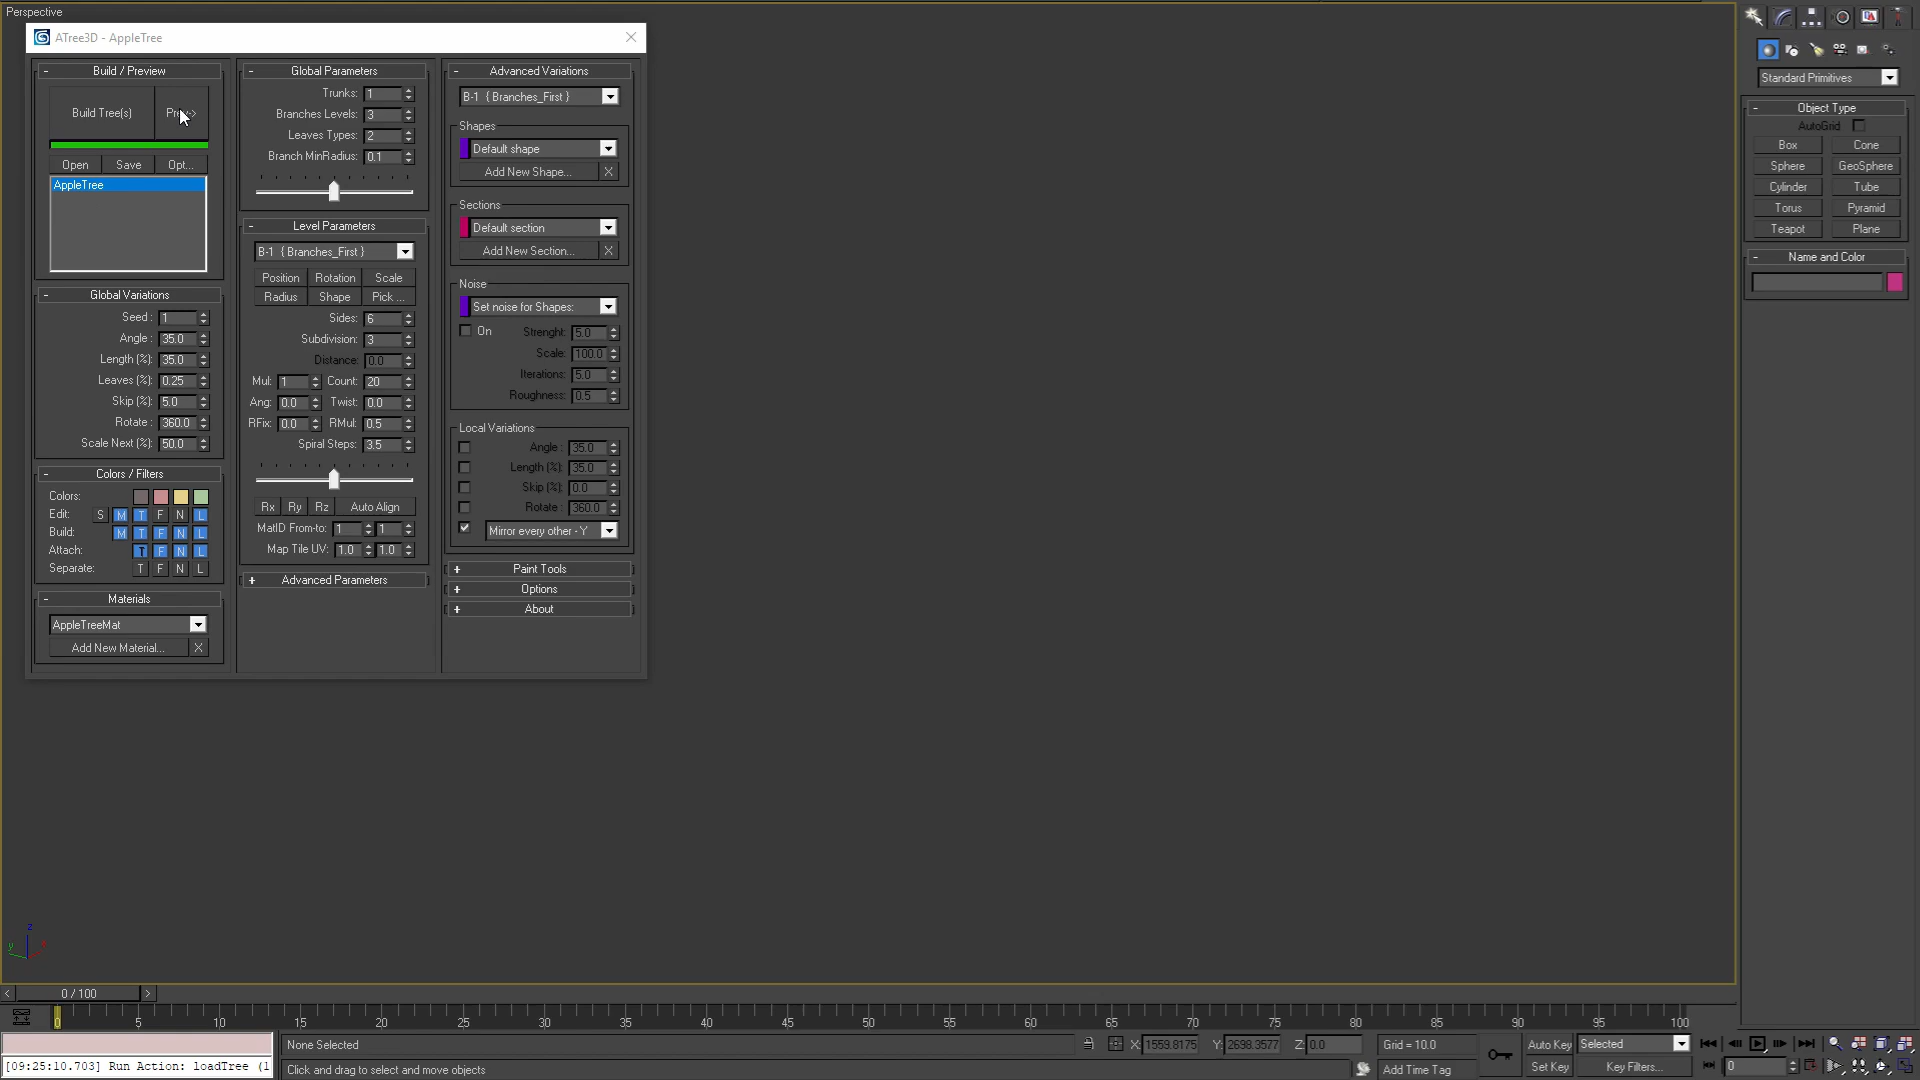 Perspective
ATree3D - AppleTree
Build / Preview
Build Tree(s)
Open Save Opt...
AppleTree
Global Variations
Seed : 1
Angle : 35.0
Length (%): 35.0
Leaves (%): 0.25
Skip (%): 5.0
Rotate : 360.0
Scale Next (%): 50.0
Colors / Filters
Colors:
Edit: S M T F N L
Build: M T F N L
Attach: T F N L
Separate: T F N L
Materials
AppleTreeMat
Add New Material... X
Global Parameters
Trunks: 1
Branches Levels: 3
Leaves Types: 2
Branch MinRadius: 0.1
Level Parameters
B-1 { Branches_First }
Position Rotation Scale
Radius Shape Pick ...
Sides: 6
Subdivision: 3
Distance: 0.0
Mul: 1 Count: 20
Ang: 0.0 Twist: 0.0
RFix: 0.0 RMul: 0.5
Spiral Steps: 3.5
Rx Ry Rz Auto Align
MatID From-to: 1 1
Map Tile UV: 1.0 1.0
Advanced Parameters
Advanced Variations
B-1 { Branches_First }
Shapes
Default shape
Add New Shape... X
Sections
Default section
Add New Section... X
Noise
Set noise for Shapes:
On Strenght: 5.0
Scale: 100.0
Iterations: 5.0
Roughness: 0.5
Local Variations
Angle : 35.0
Length (%): 35.0
Skip (%): 0.0
Rotate : 360.0
Mirror every other - Y
Paint Tools
Options
About
Standard Primitives
Object Type
AutoGrid
Box Cone
Sphere GeoSphere
Cylinder Tube
Torus Pyramid
Teapot Plane
Name and Color
z
y x
0 / 100
0 5 10 15 20 25 30 35 40 45 50 55 60 65 70 75 80 85 90 95 100
None Selected X: 1559.8175 Y: 2698.3577 Z: 0.0 Grid = 10.0 Auto Key Selected
[09:25:10.703] Run Action: loadTree (1 Click and drag to select and move objects Add Time Tag Set Key Key Filters... 0